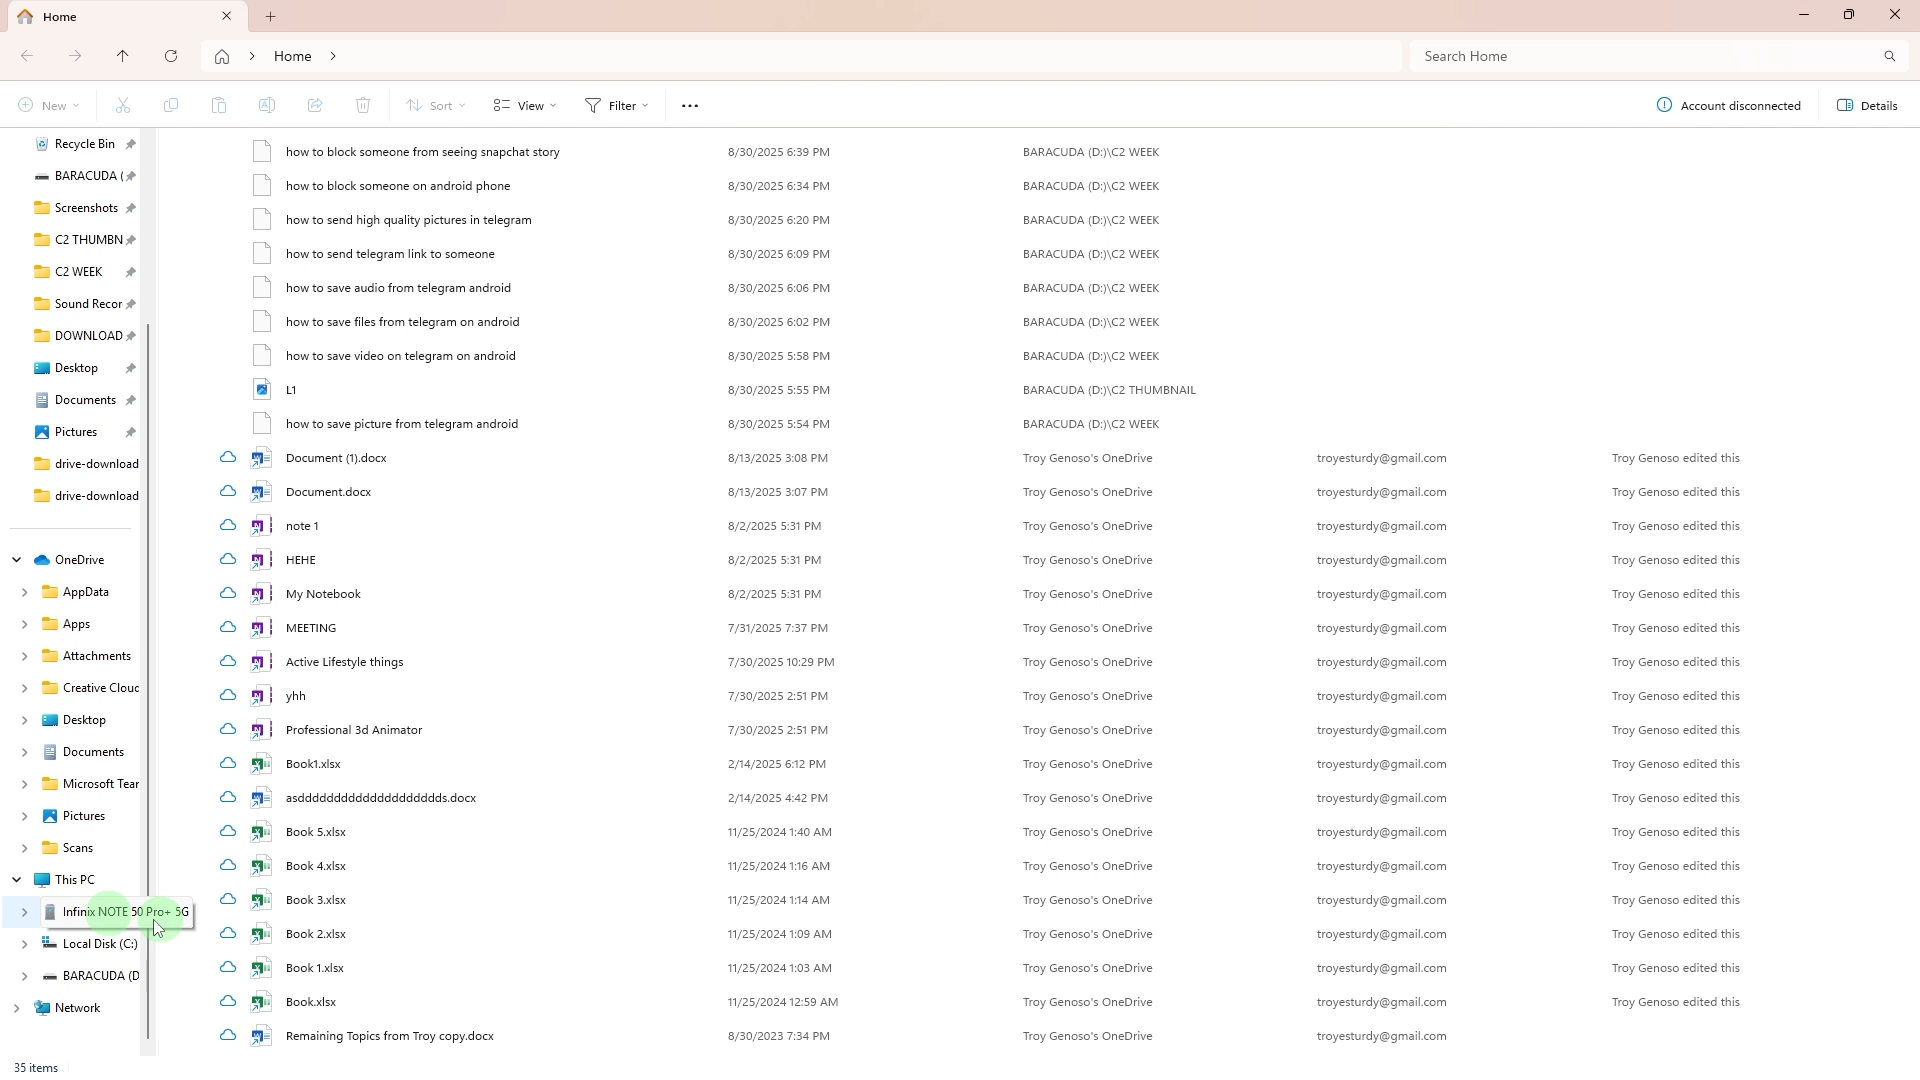 Home
Home
Search Home
New
Sort
View
Filter
Account disconnected
Details
Recycle Bin
BARACUDA (
Screenshots
C2 THUMBN
C2 WEEK
Sound Recor
DOWNLOAD
Desktop
Documents
Pictures
drive-download
drive-download
OneDrive
AppData
Apps
Attachments
Creative Cloud
Desktop
Documents
Microsoft Tear
Pictures
Scans
This PC
Infinix NOTE 50 Pro+ 5G
Local Disk (C:)
BARACUDA (D
Network
how to block someone from seeing snapchat story 8/30/2025 6:39 PM BARACUDA (D:)\C2 WEEK
how to block someone on android phone 8/30/2025 6:34 PM BARACUDA (D:)\C2 WEEK
how to send high quality pictures in telegram 8/30/2025 6:20 PM BARACUDA (D:)\C2 WEEK
how to send telegram link to someone 8/30/2025 6:09 PM BARACUDA (D:)\C2 WEEK
how to save audio from telegram android 8/30/2025 6:06 PM BARACUDA (D:)\C2 WEEK
how to save files from telegram on android 8/30/2025 6:02 PM BARACUDA (D:)\C2 WEEK
how to save video on telegram on android 8/30/2025 5:58 PM BARACUDA (D:)\C2 WEEK
L1 8/30/2025 5:55 PM BARACUDA (D:)\C2 THUMBNAIL
how to save picture from telegram android 8/30/2025 5:54 PM BARACUDA (D:)\C2 WEEK
Document (1).docx 8/13/2025 3:08 PM Troy Genoso's OneDrive troyesturdy@gmail.com Troy Genoso edited this
Document.docx 8/13/2025 3:07 PM Troy Genoso's OneDrive troyesturdy@gmail.com Troy Genoso edited this
note 1 8/2/2025 5:31 PM Troy Genoso's OneDrive troyesturdy@gmail.com Troy Genoso edited this
HEHE 8/2/2025 5:31 PM Troy Genoso's OneDrive troyesturdy@gmail.com Troy Genoso edited this
My Notebook 8/2/2025 5:31 PM Troy Genoso's OneDrive troyesturdy@gmail.com Troy Genoso edited this
MEETING 7/31/2025 7:37 PM Troy Genoso's OneDrive troyesturdy@gmail.com Troy Genoso edited this
Active Lifestyle things 7/30/2025 10:29 PM Troy Genoso's OneDrive troyesturdy@gmail.com Troy Genoso edited this
yhh 7/30/2025 2:51 PM Troy Genoso's OneDrive troyesturdy@gmail.com Troy Genoso edited this
Professional 3d Animator 7/30/2025 2:51 PM Troy Genoso's OneDrive troyesturdy@gmail.com Troy Genoso edited this
Book1.xlsx 2/14/2025 6:12 PM Troy Genoso's OneDrive troyesturdy@gmail.com Troy Genoso edited this
asddddddddddddddddddddds.docx 2/14/2025 4:42 PM Troy Genoso's OneDrive troyesturdy@gmail.com Troy Genoso edited this
Book 5.xlsx 11/25/2024 1:40 AM Troy Genoso's OneDrive troyesturdy@gmail.com Troy Genoso edited this
Book 4.xlsx 11/25/2024 1:16 AM Troy Genoso's OneDrive troyesturdy@gmail.com Troy Genoso edited this
Book 3.xlsx 11/25/2024 1:14 AM Troy Genoso's OneDrive troyesturdy@gmail.com Troy Genoso edited this
Book 2.xlsx 11/25/2024 1:09 AM Troy Genoso's OneDrive troyesturdy@gmail.com Troy Genoso edited this
Book 1.xlsx 11/25/2024 1:03 AM Troy Genoso's OneDrive troyesturdy@gmail.com Troy Genoso edited this
Book.xlsx 11/25/2024 12:59 AM Troy Genoso's OneDrive troyesturdy@gmail.com Troy Genoso edited this
Remaining Topics from Troy copy.docx 8/30/2023 7:34 PM Troy Genoso's OneDrive troyesturdy@gmail.com
35 items